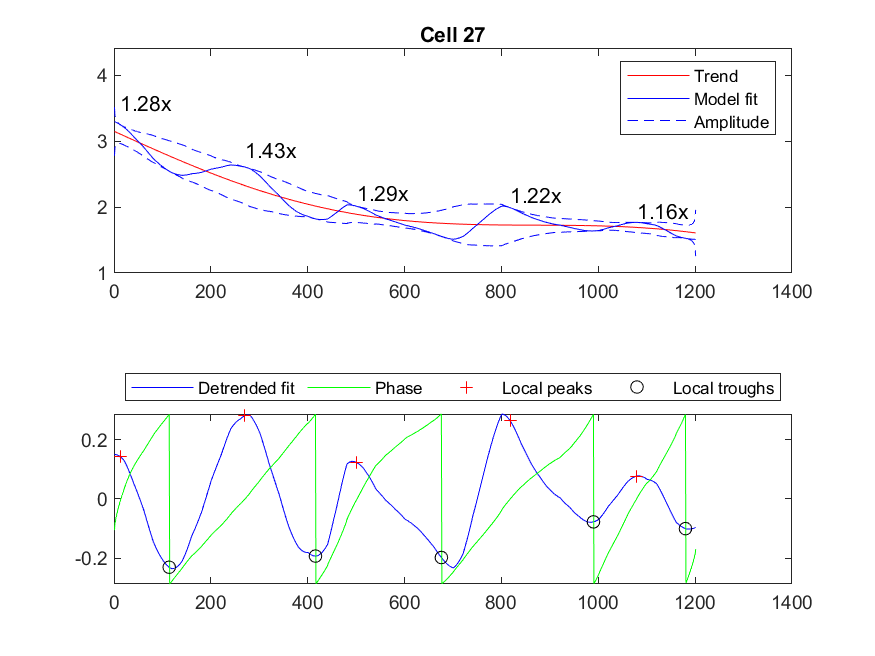 Cell 27
4
3
2
1
1.28x
1.43x
1.29x
1.22x
1.16x
Trend
Model fit
Amplitude
0 200 400 600 800 1000 1200 1400
Detrended fit Phase Local peaks Local troughs
0.2
0
-0.2
0 200 400 600 800 1000 1200 1400